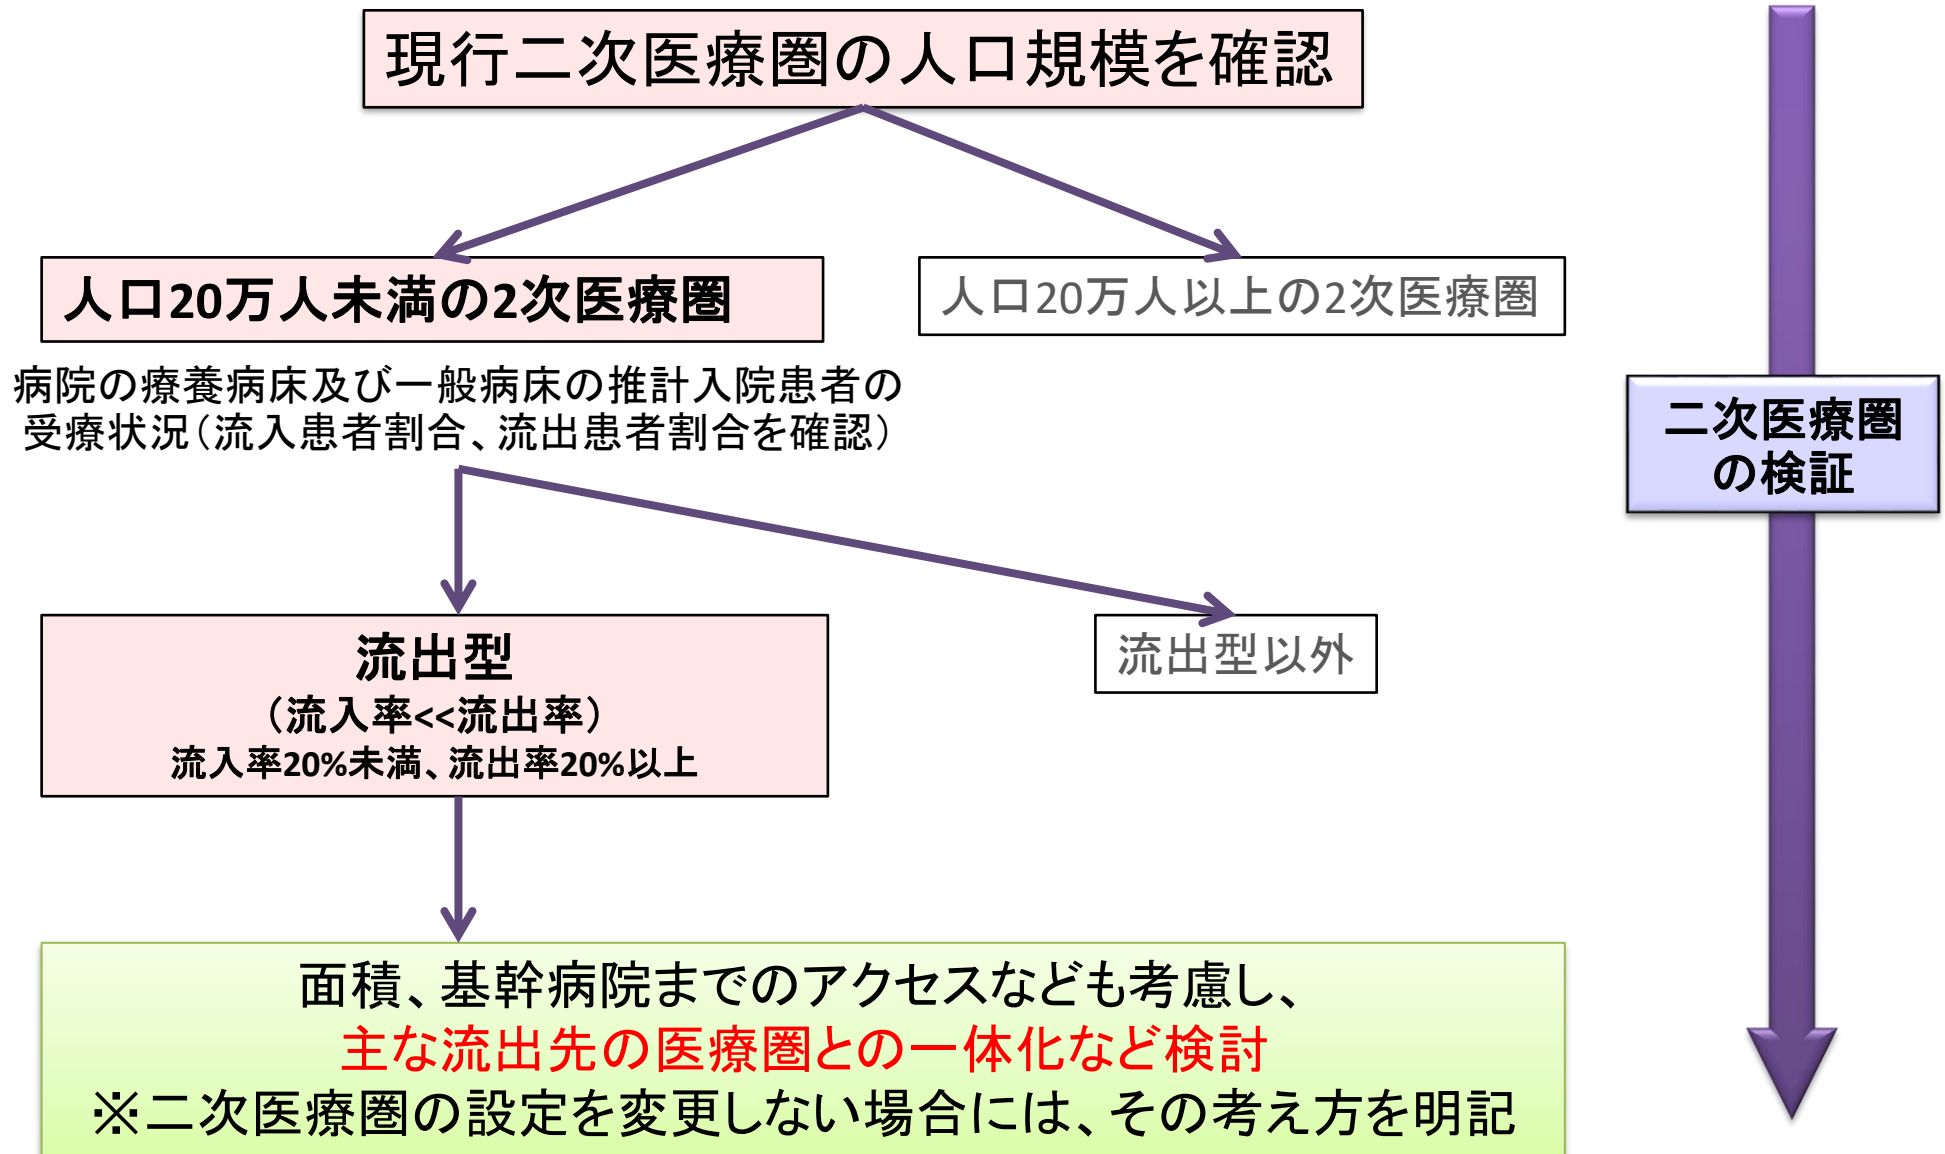 現行二次医療圏の人口規模を確認
人口20万人未満の2次医療圏
人口20万人以上の2次医療圏
病院の療養病床及び一般病床の推計入院患者の
受療状況（流入患者割合、流出患者割合を確認）
二次医療圏
の検証
流出型
（流入率<<流出率）
流入率20%未満、流出率20%以上
流出型以外
面積、基幹病院までのアクセスなども考慮し、
主な流出先の医療圏との一体化など検討
※二次医療圏の設定を変更しない場合には、その考え方を明記